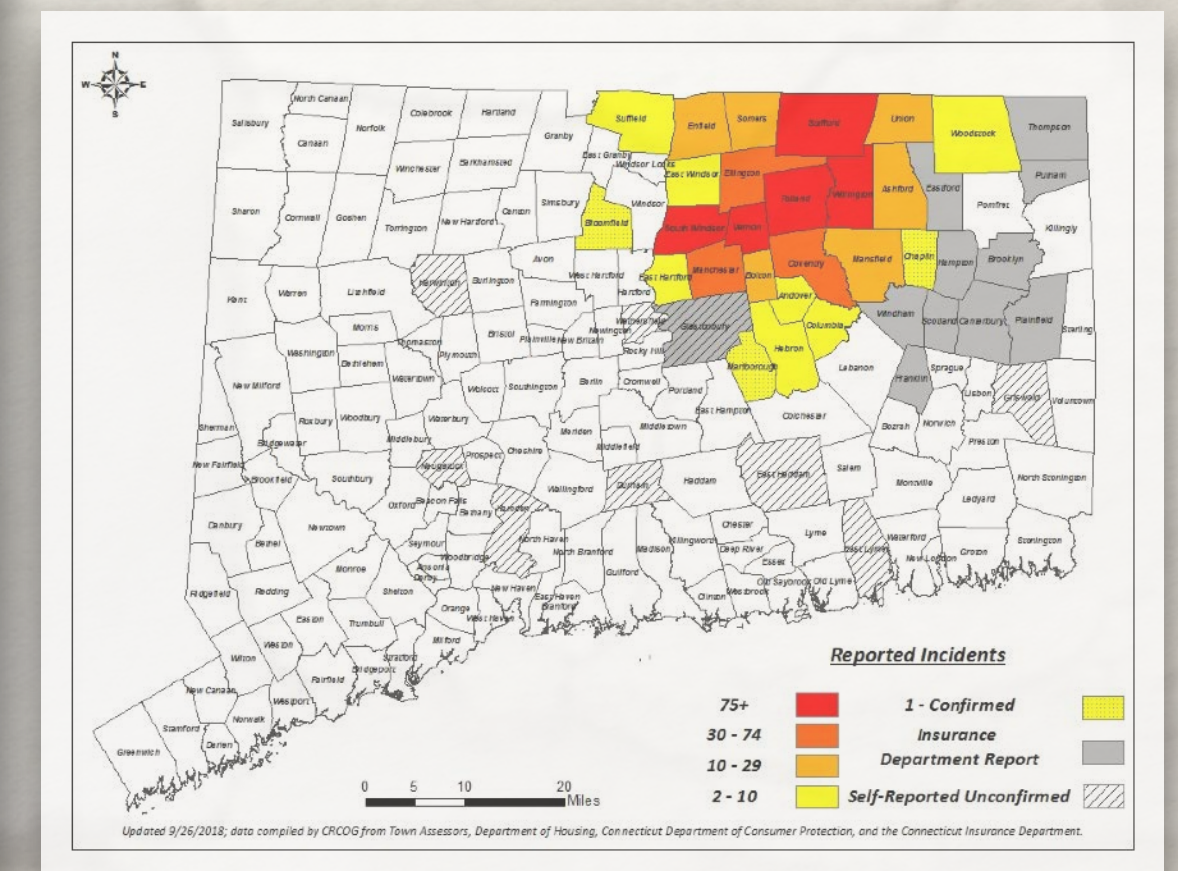 N
W E
S
Salisbury
North Canaan
Canaan
Norfolk
Colebrook
Hartland
Granby
Suffield
Enfield
Somers
Stafford
Union
Woodstock
Thompson
East Granby
Windsor Locks
Winchester
Barkhamsted
East Windsor
Ellington
Tolland
Willington
Ashford
Eastford
Putnam
Pomfret
Killingly
Sharon
Cornwall
Goshen
Torrington
New Hartford
Canton
Simsbury
Bloomfield
Windsor
South Windsor
Vernon
Coventry
Mansfield
Chaplin
Hampton
Brooklyn
Kent
Warren
Litchfield
Harwinton
Burlington
Avon
West Hartford
Hartford
East Hartford
Manchester
Bolton
Andover
Columbia
Windham
Scotland
Canterbury
Plainfield
Sterling
Farmington
Wethersfield
Newington
Glastonbury
Morris
Washington
Bethlehem
Thomaston
Plymouth
Bristol
Plainville
New Britain
Rocky Hill
Hebron
Marlborough
Lebanon
Franklin
Sprague
Lisbon
Griswold
Voluntown
New Milford
Watertown
Wolcott
Southington
Berlin
Cromwell
Portland
East Hampton
Colchester
Bozrah
Norwich
Preston
Sherman
Roxbury
Woodbury
Waterbury
Middlebury
Meriden
Middletown
Middlefield
Bridgewater
New Fairfield
Brookfield
Southbury
Naugatuck
Prospect
Cheshire
Wallingford
Durham
Haddam
East Haddam
Salem
Montville
Ledyard
North Stonington
Danbury
Bethel
Newtown
Oxford
Beacon Falls
Bethany
Hamden
North Haven
North Branford
Madison
Killingworth
Chester
Deep River
Essex
Lyme
East Lyme
Waterford
New London
Groton
Stonington
Seymour
Woodbridge
Ansonia
Derby
Monroe
Shelton
Guilford
Clinton
Westbrook
Old Saybrook
Old Lyme
Ridgefield
Redding
Easton
Trumbull
Orange
West Haven
New Haven
East Haven
Branford
Milford
Wilton
Weston
Fairfield
Stratford
Bridgeport
New Canaan
Westport
Norwalk
Stamford
Darien
Greenwich
Reported Incidents
75+
30 - 74
10 - 29
2 - 10
1 - Confirmed
Insurance
Department Report
Self-Reported Unconfirmed
0 5 10 20
Miles
Updated 9/26/2018; data compiled by CRCOG from Town Assessors, Department of Housing, Connecticut Department of Consumer Protection, and the Connecticut Insurance Department.